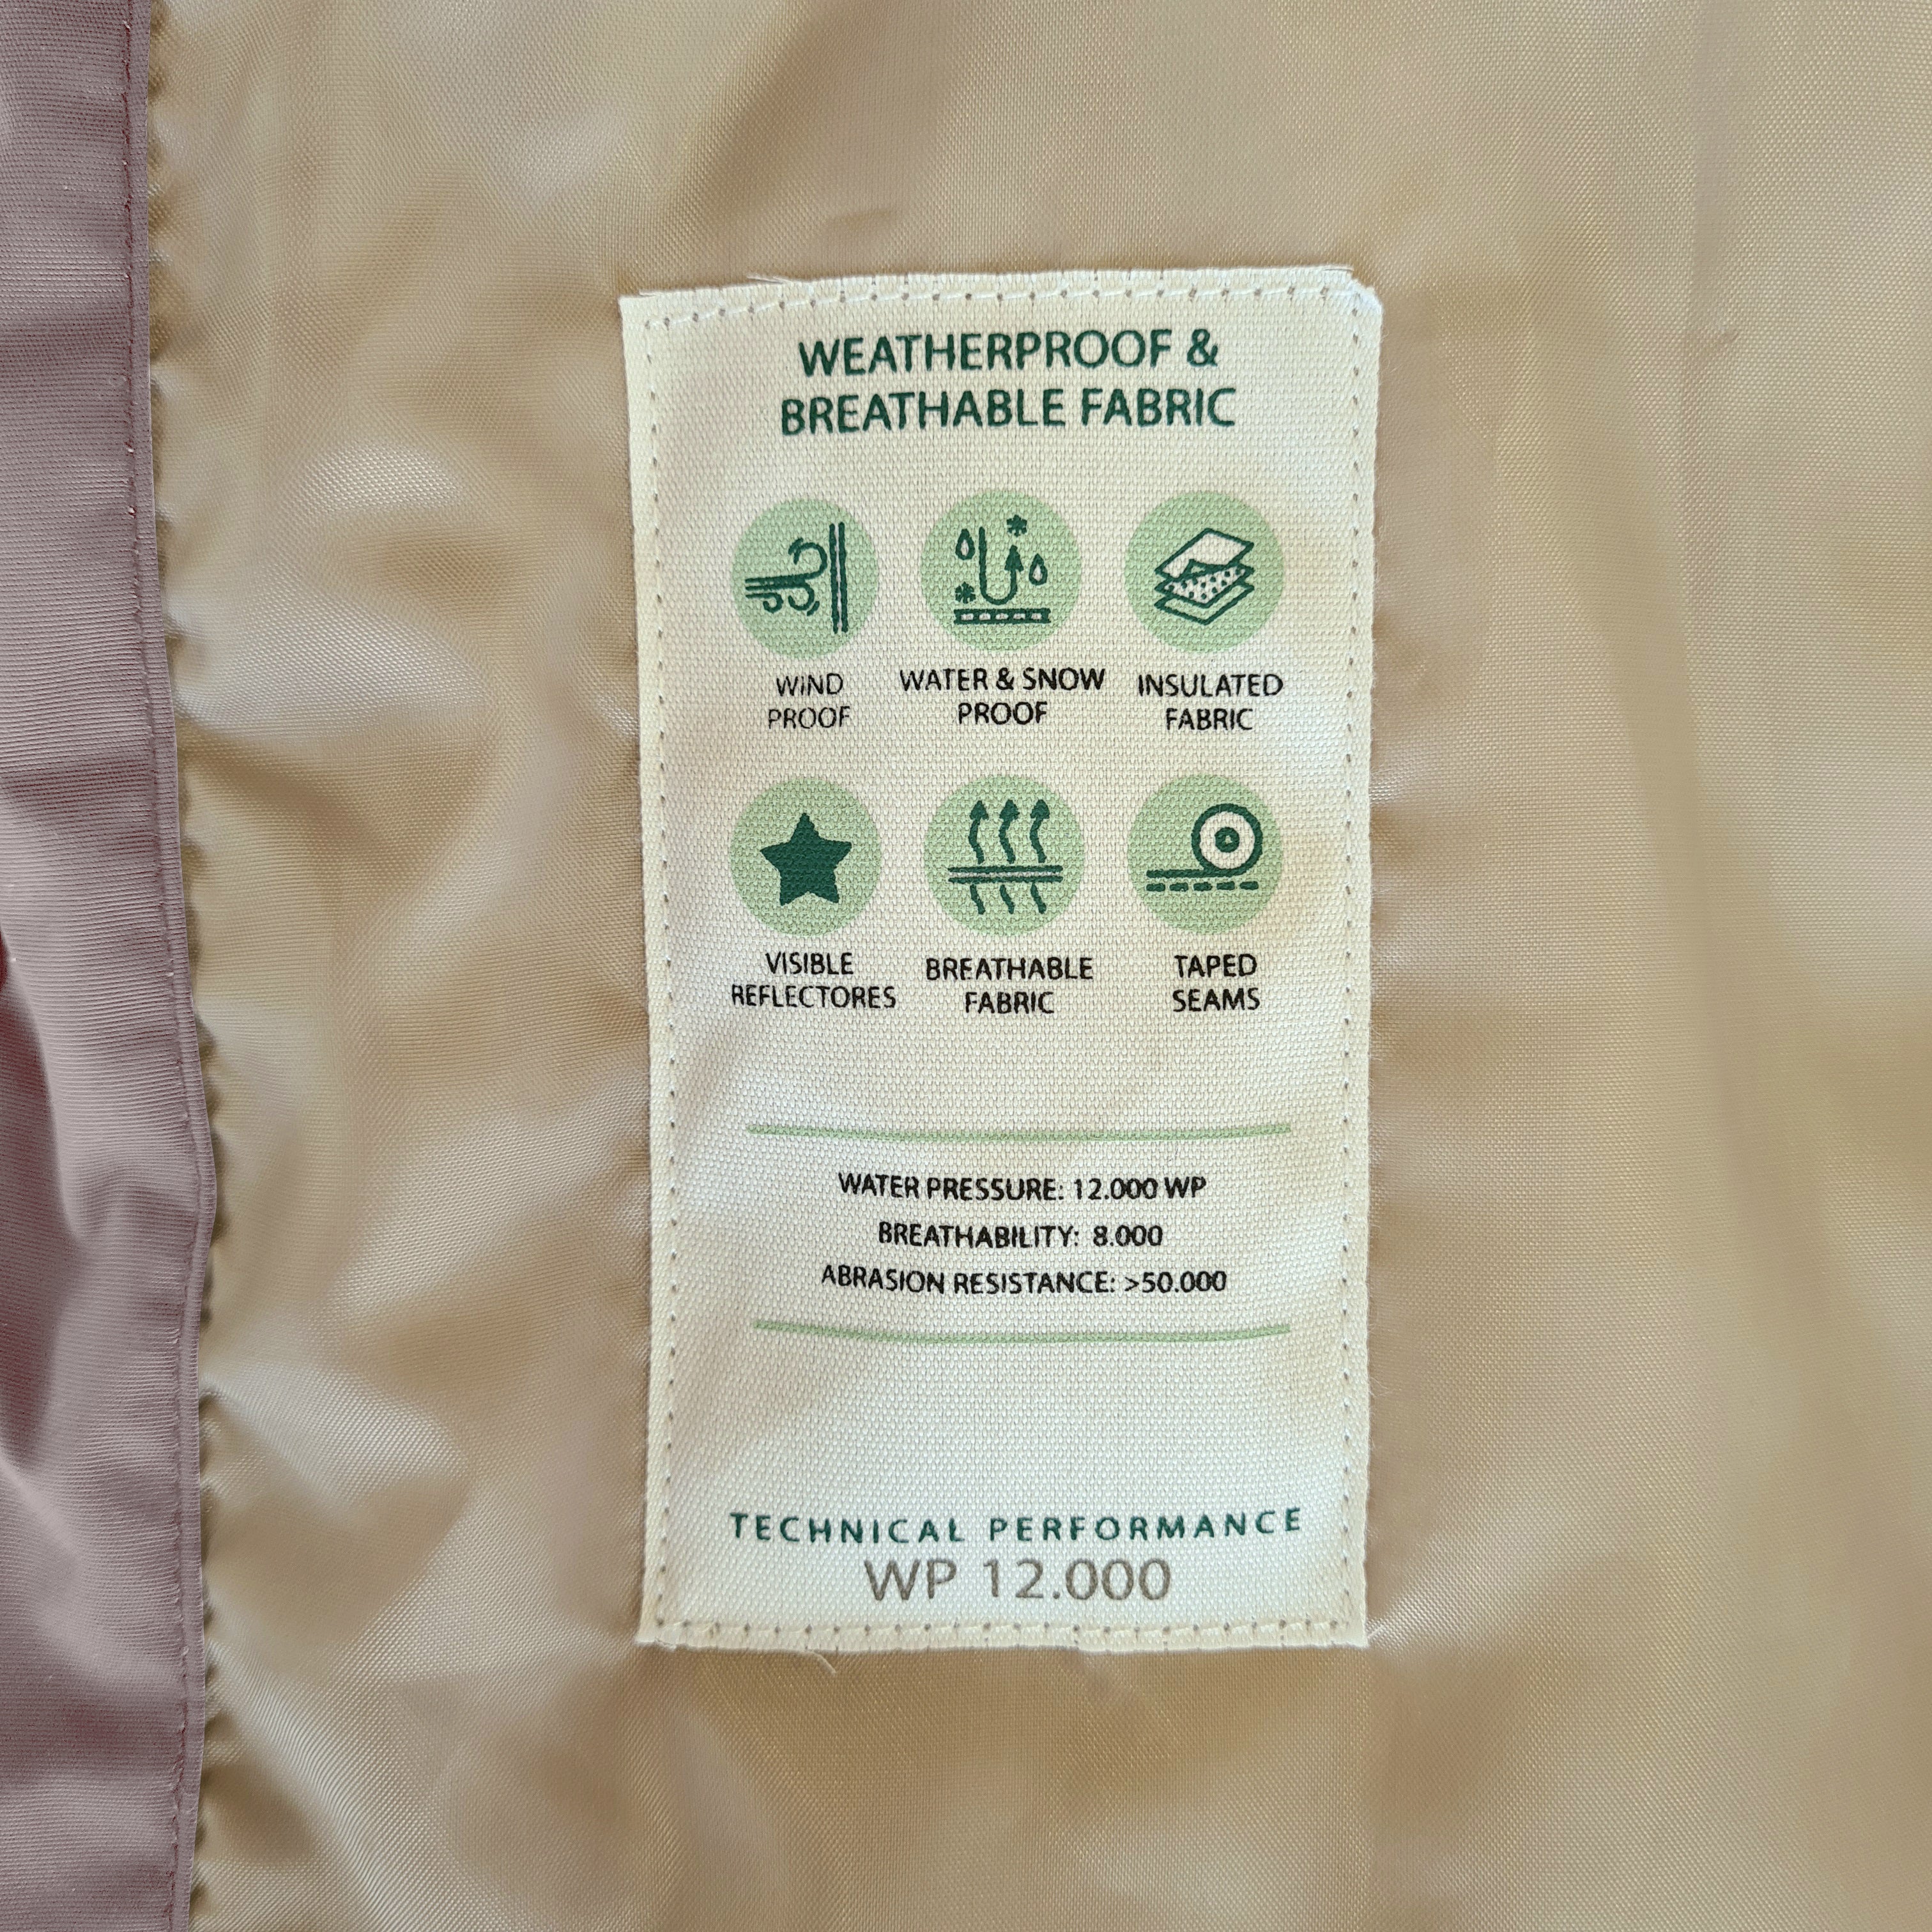 WEATHERPROOF &
BREATHABLE FABRIC
WIND
PROOF
WATER & SNOW
PROOF
INSULATED
FABRIC
VISIBLE
REFLECTORES
BREATHABLE
FABRIC
TAPED
SEAMS
WATER PRESSURE: 12.000 WP
BREATHABILITY: 8.000
ABRASION RESISTANCE: >50.000
TECHNICAL PERFORMANCE
WP 12.000